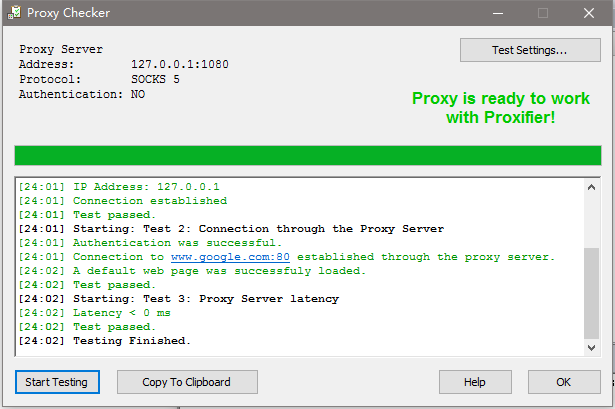 Proxy Checker
Proxy Server
Address: 127.0.0.1:1080
Protocol: SOCKS 5
Authentication: NO
Test Settings...
Proxy is ready to work
with Proxifier!
[24:01] IP Address: 127.0.0.1
[24:01] Connection established
[24:01] Test passed.
[24:01] Starting: Test 2: Connection through the Proxy Server
[24:01] Authentication was successful.
[24:01] Connection to www.google.com:80 established through the proxy server.
[24:02] A default web page was successfuly loaded.
[24:02] Test passed.
[24:02] Starting: Test 3: Proxy Server latency
[24:02] Latency < 0 ms
[24:02] Test passed.
[24:02] Testing Finished.
Start Testing
Copy To Clipboard
Help
OK